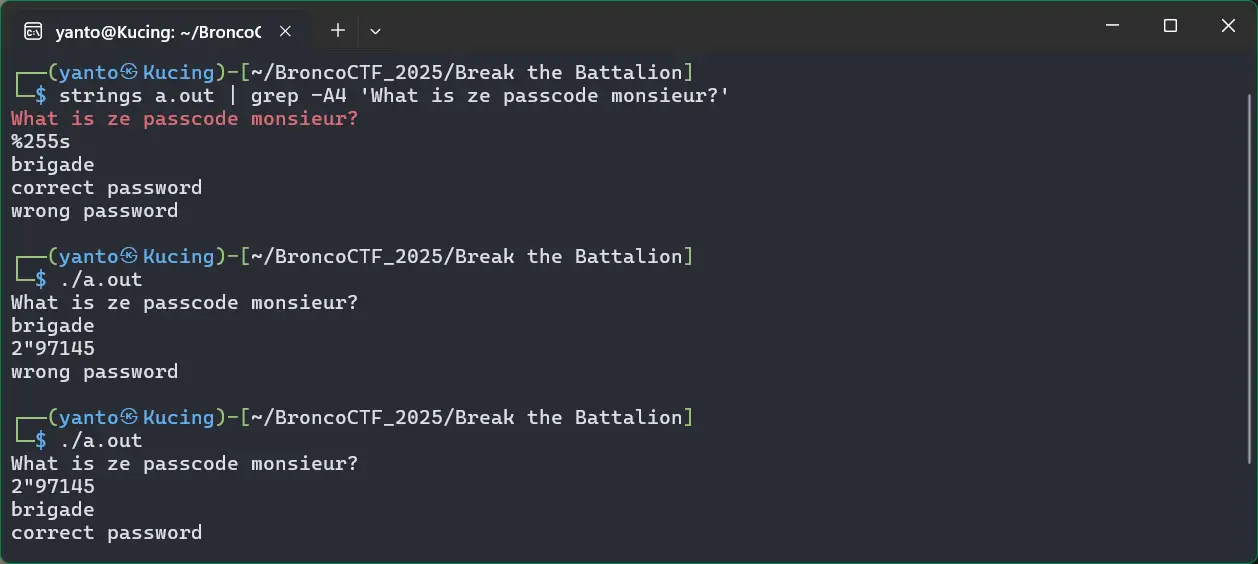 yanto@Kucing: ~/BroncoC
┌──(yanto㉿Kucing)-[~/BroncoCTF_2025/Break the Battalion]
└─$ strings a.out | grep -A4 'What is ze passcode monsieur?'
What is ze passcode monsieur?
%255s
brigade
correct password
wrong password
┌──(yanto㉿Kucing)-[~/BroncoCTF_2025/Break the Battalion]
└─$ ./a.out
What is ze passcode monsieur?
brigade
2"97145
wrong password
┌──(yanto㉿Kucing)-[~/BroncoCTF_2025/Break the Battalion]
└─$ ./a.out
What is ze passcode monsieur?
2"97145
brigade
correct password